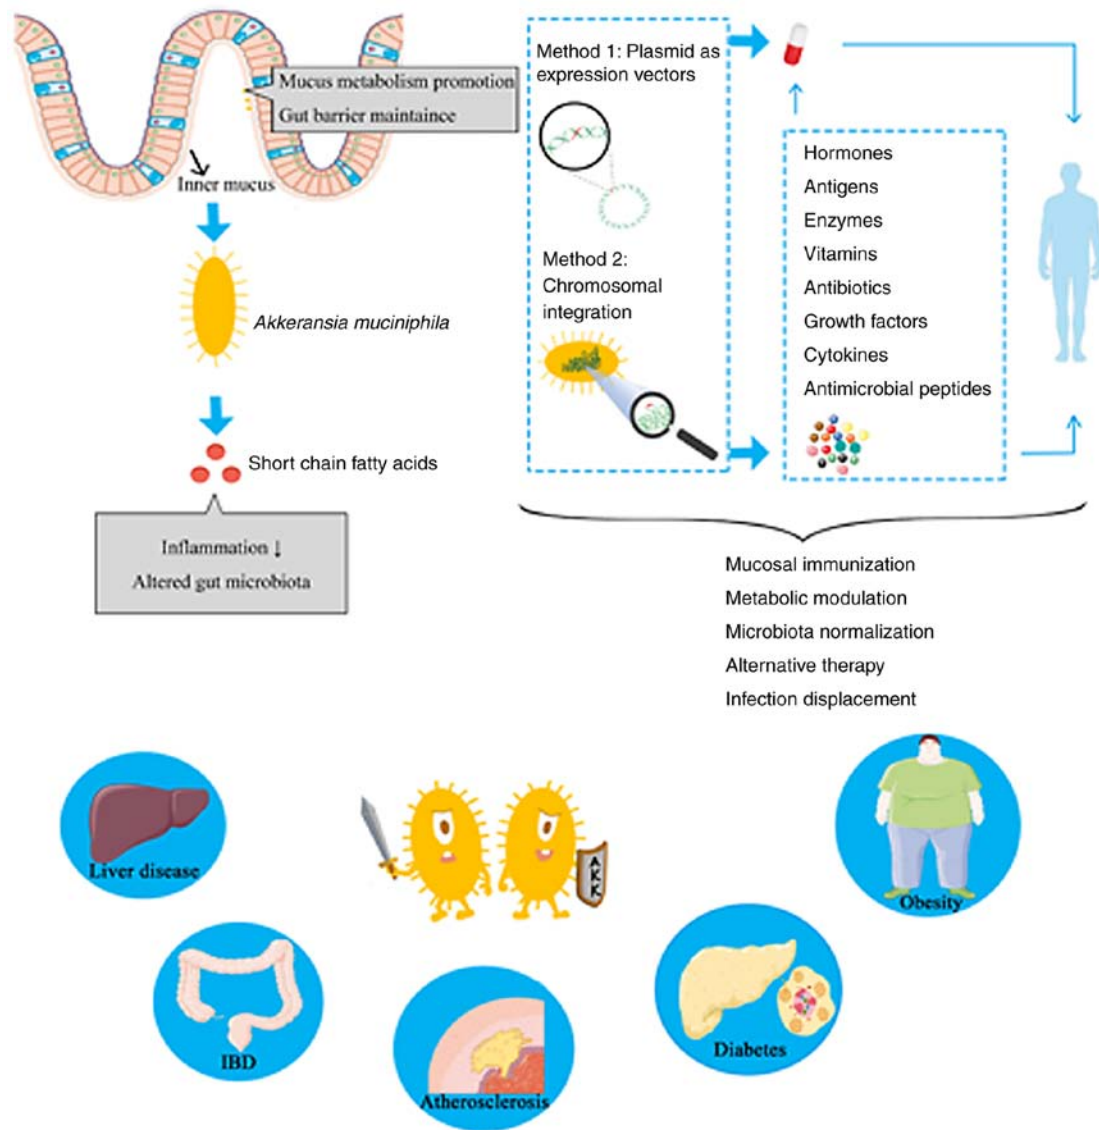 Mucus metabolism promotion
Gut barrier maintaince
Inner mucus
Akkeransia muciniphila
Short chain fatty acids
Inflammation ↓
Altered gut microbiota
Method 1: Plasmid as
expression vectors
Method 2:
Chromosomal
integration
Hormones
Antigens
Enzymes
Vitamins
Antibiotics
Growth factors
Cytokines
Antimicrobial peptides
Mucosal immunization
Metabolic modulation
Microbiota normalization
Alternative therapy
Infection displacement
Liver disease
IBD
Atherosclerosis
AKK
Diabetes
Obesity